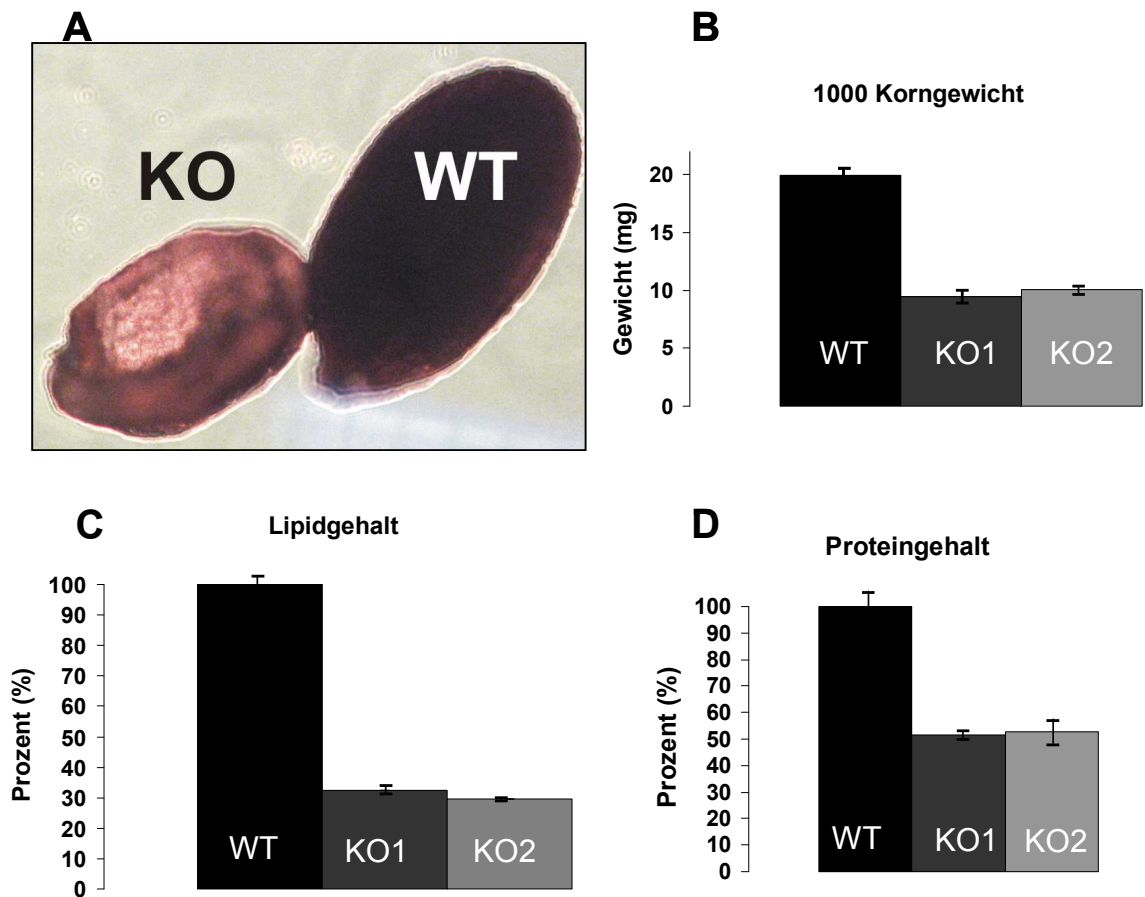 A
KO
WT
B
1000 Korngewicht
Gewicht (mg)
20
15
10
5
0
WT
KO1
KO2
C
Lipidgehalt
Prozent (%)
100
90
80
70
60
50
40
30
20
10
0
WT
KO1
KO2
D
Proteingehalt
Prozent (%)
100
90
80
70
60
50
40
30
20
10
0
WT
KO1
KO2